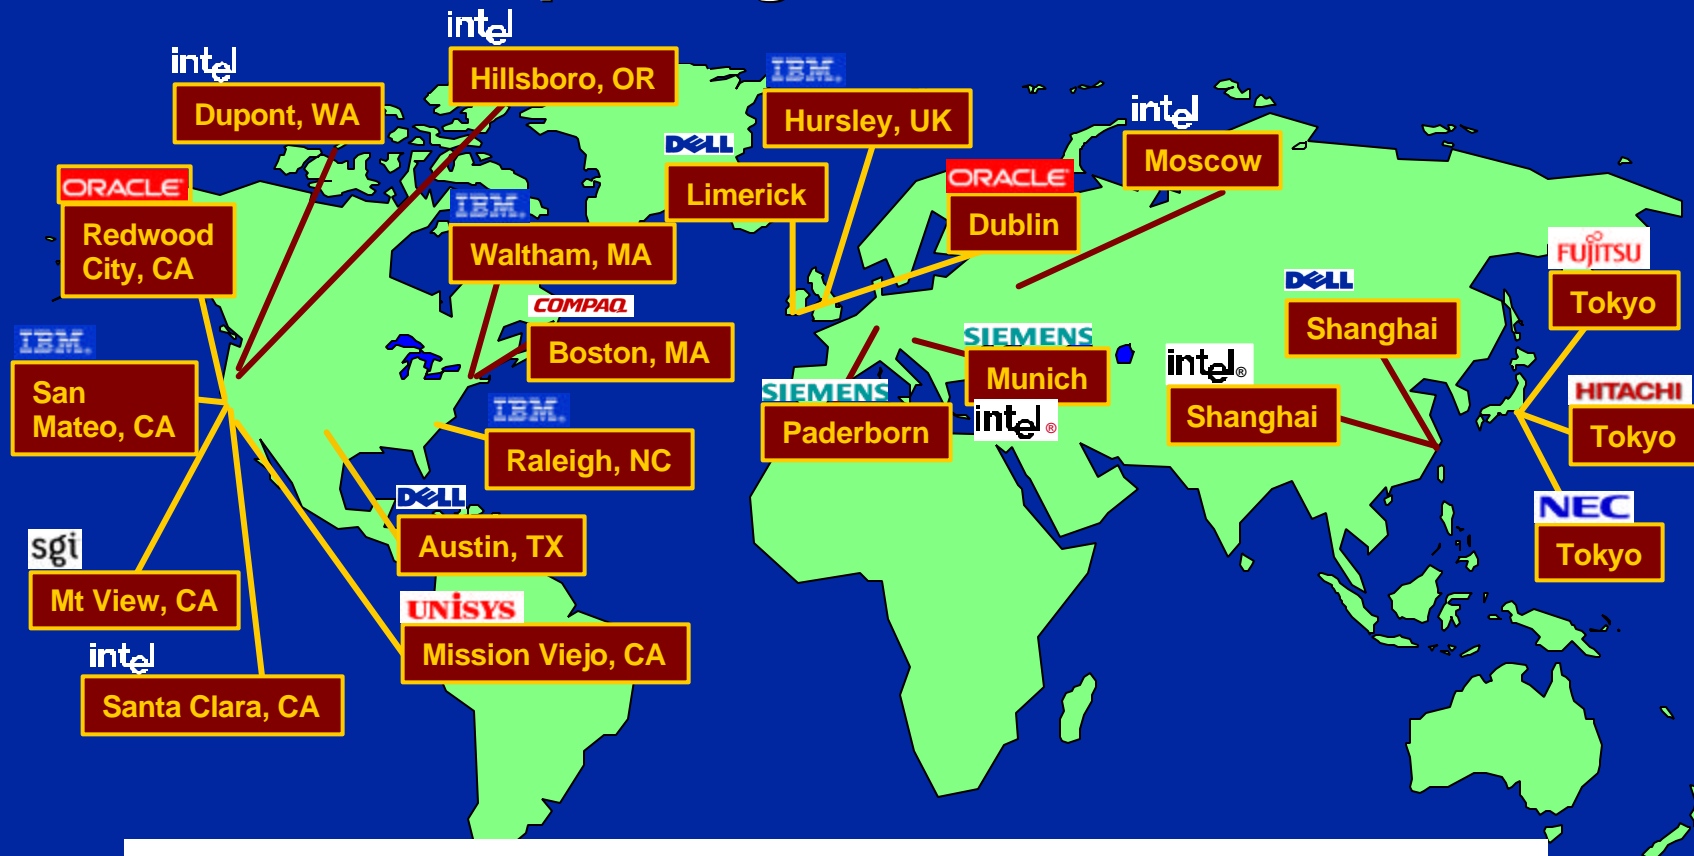 intel
Hillsboro, OR
intel
Dupont, WA
IBM.
Hursley, UK
intel
Moscow
DELL
Limerick
ORACLE®
Dublin
ORACLE®
Redwood
City, CA
IBM.
Waltham, MA
FUJITSU
Tokyo
COMPAQ
Boston, MA
DELL
Shanghai
IBM.
San
Mateo, CA
SIEMENS
Munich
intel®
intel®
Shanghai
SIEMENS
Paderborn
HITACHI
Tokyo
IBM.
Raleigh, NC
DELL
Austin, TX
NEC
Tokyo
sgi
Mt View, CA
UNiSYS
Mission Viejo, CA
intel
Santa Clara, CA